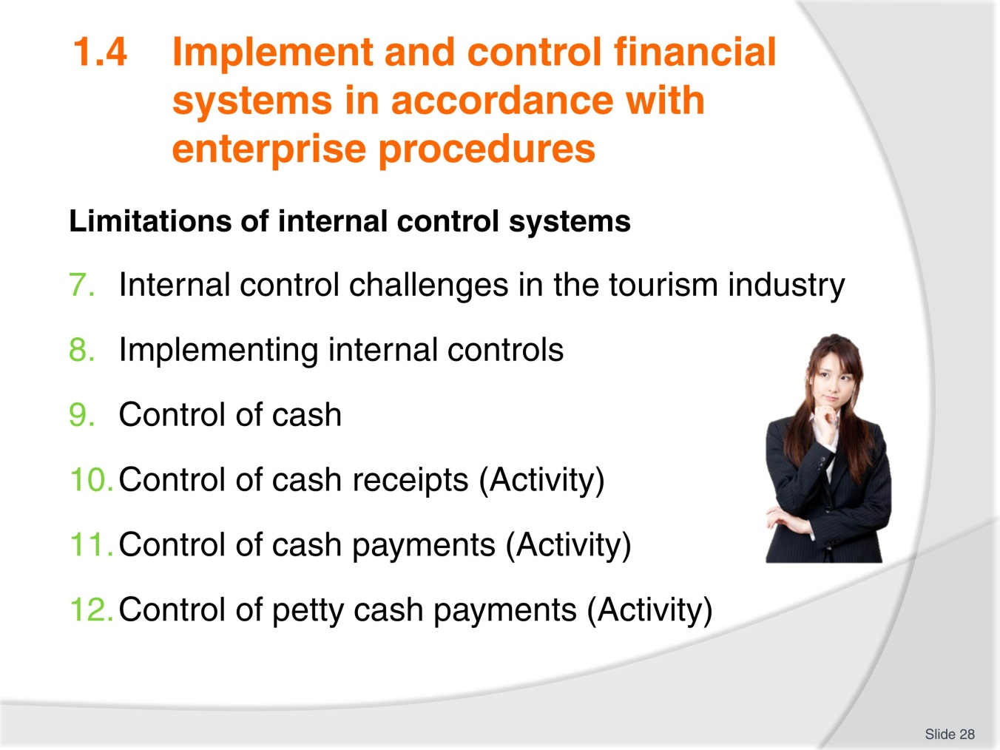 1.4 Implement and control financial
systems in accordance with
enterprise procedures
Limitations of internal control systems
7. Internal control challenges in the tourism industry
8. Implementing internal controls
9. Control of cash
10. Control of cash receipts (Activity)
11. Control of cash payments (Activity)
12. Control of petty cash payments (Activity)
Slide 28